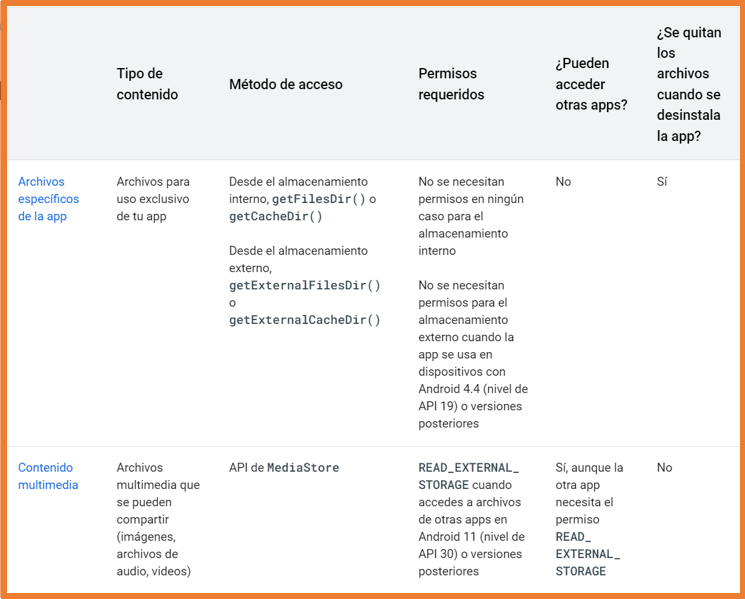 Tipo de
contenido
Método de acceso
Permisos
requeridos
¿Pueden
acceder
otras apps?
¿Se quitan
los
archivos
cuando se
desinstala
la app?
Archivos
específicos
de la app
Archivos para
uso exclusivo
de tu app
Desde el almacenamiento
interno, getFilesDir() o
getCacheDir()
Desde el almacenamiento
externo,
getExternalFilesDir()
o
getExternalCacheDir()
No se necesitan
permisos en ningún
caso para el
almacenamiento
interno
No se necesitan
permisos para el
almacenamiento
externo cuando la
app se usa en
dispositivos con
Android 4.4 (nivel de
API 19) o versiones
posteriores
No
Sí
Contenido
multimedia
Archivos
multimedia que
se pueden
compartir
(imágenes,
archivos de
audio, videos)
API de MediaStore
READ_EXTERNAL_
STORAGE cuando
accedes a archivos
de otras apps en
Android 11 (nivel de
API 30) o versiones
posteriores
Sí, aunque la
otra app
necesita el
permiso
READ_
EXTERNAL_
STORAGE
No